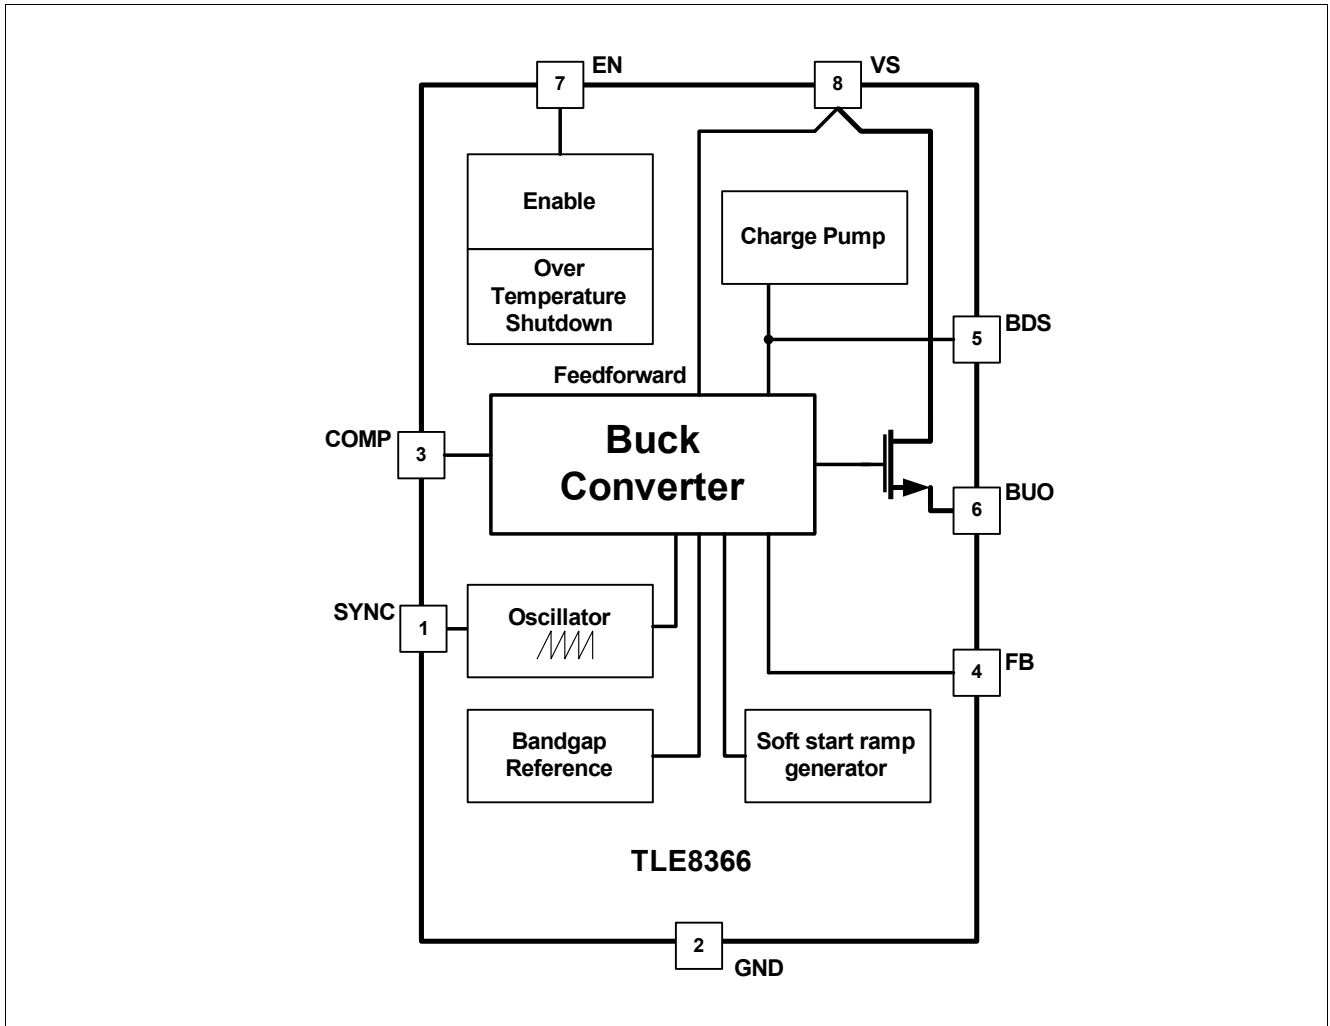 EN
7
VS
8
Enable
Charge Pump
Over
Temperature
Shutdown
BDS
5
Feedforward
COMP
3
Buck
Converter
BUO
6
SYNC
1
Oscillator
FB
4
Bandgap
Reference
Soft start ramp
generator
TLE8366
2
GND